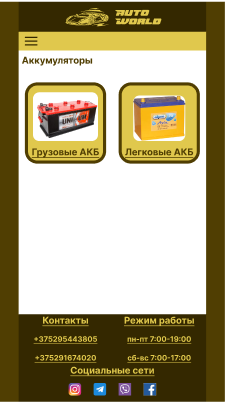 AUTO
WORLD
Аккумуляторы
UNIKUM
Грузовые АКБ Легковые АКБ
Контакты Режим работы
+375295443805 пн-пт 7:00-19:00
+375291674020 сб-вс 7:00-17:00
Социальные сети